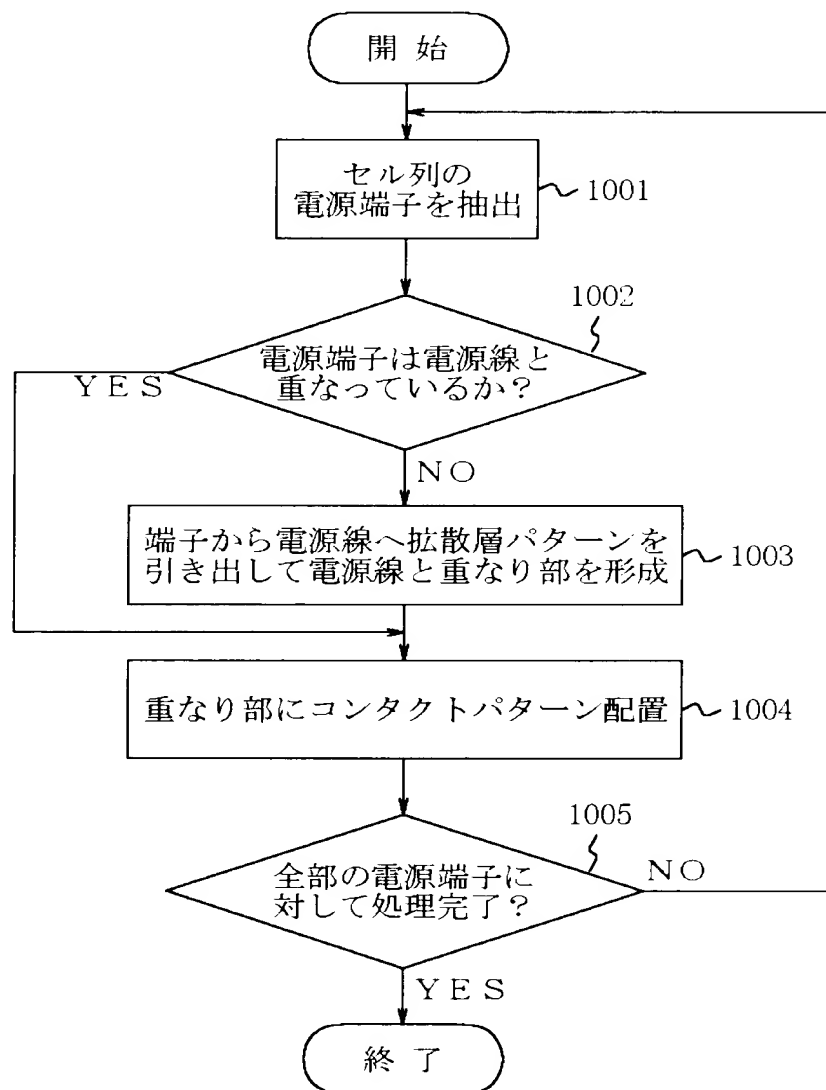 開始
セル列の
電源端子を抽出
1001
1002
電源端子は電源線と
重なっているか?
YES
NO
端子から電源線へ拡散層パターンを
引き出して電源線と重なり部を形成
1003
重なり部にコンタクトパターン配置
1004
1005
全部の電源端子に
対して処理完了?
NO
YES
終了